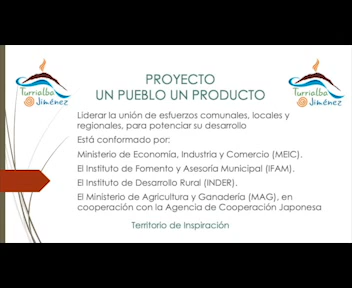 Turrialba
@ Jiménez
Turrialba
@ Jiménez
PROYECTO
UN PUEBLO UN PRODUCTO
Liderar la unión de esfuerzos comunales, locales y
regionales, para potenciar su desarrollo
Está conformado por:
Ministerio de Economía, Industria y Comercio (MEIC).
El Instituto de Fomento y Asesoría Municipal (IFAM).
El Instituto de Desarrollo Rural (INDER).
El Ministerio de Agricultura y Ganadería (MAG), en
cooperación con la Agencia de Cooperación Japonesa
Territorio de Inspiración